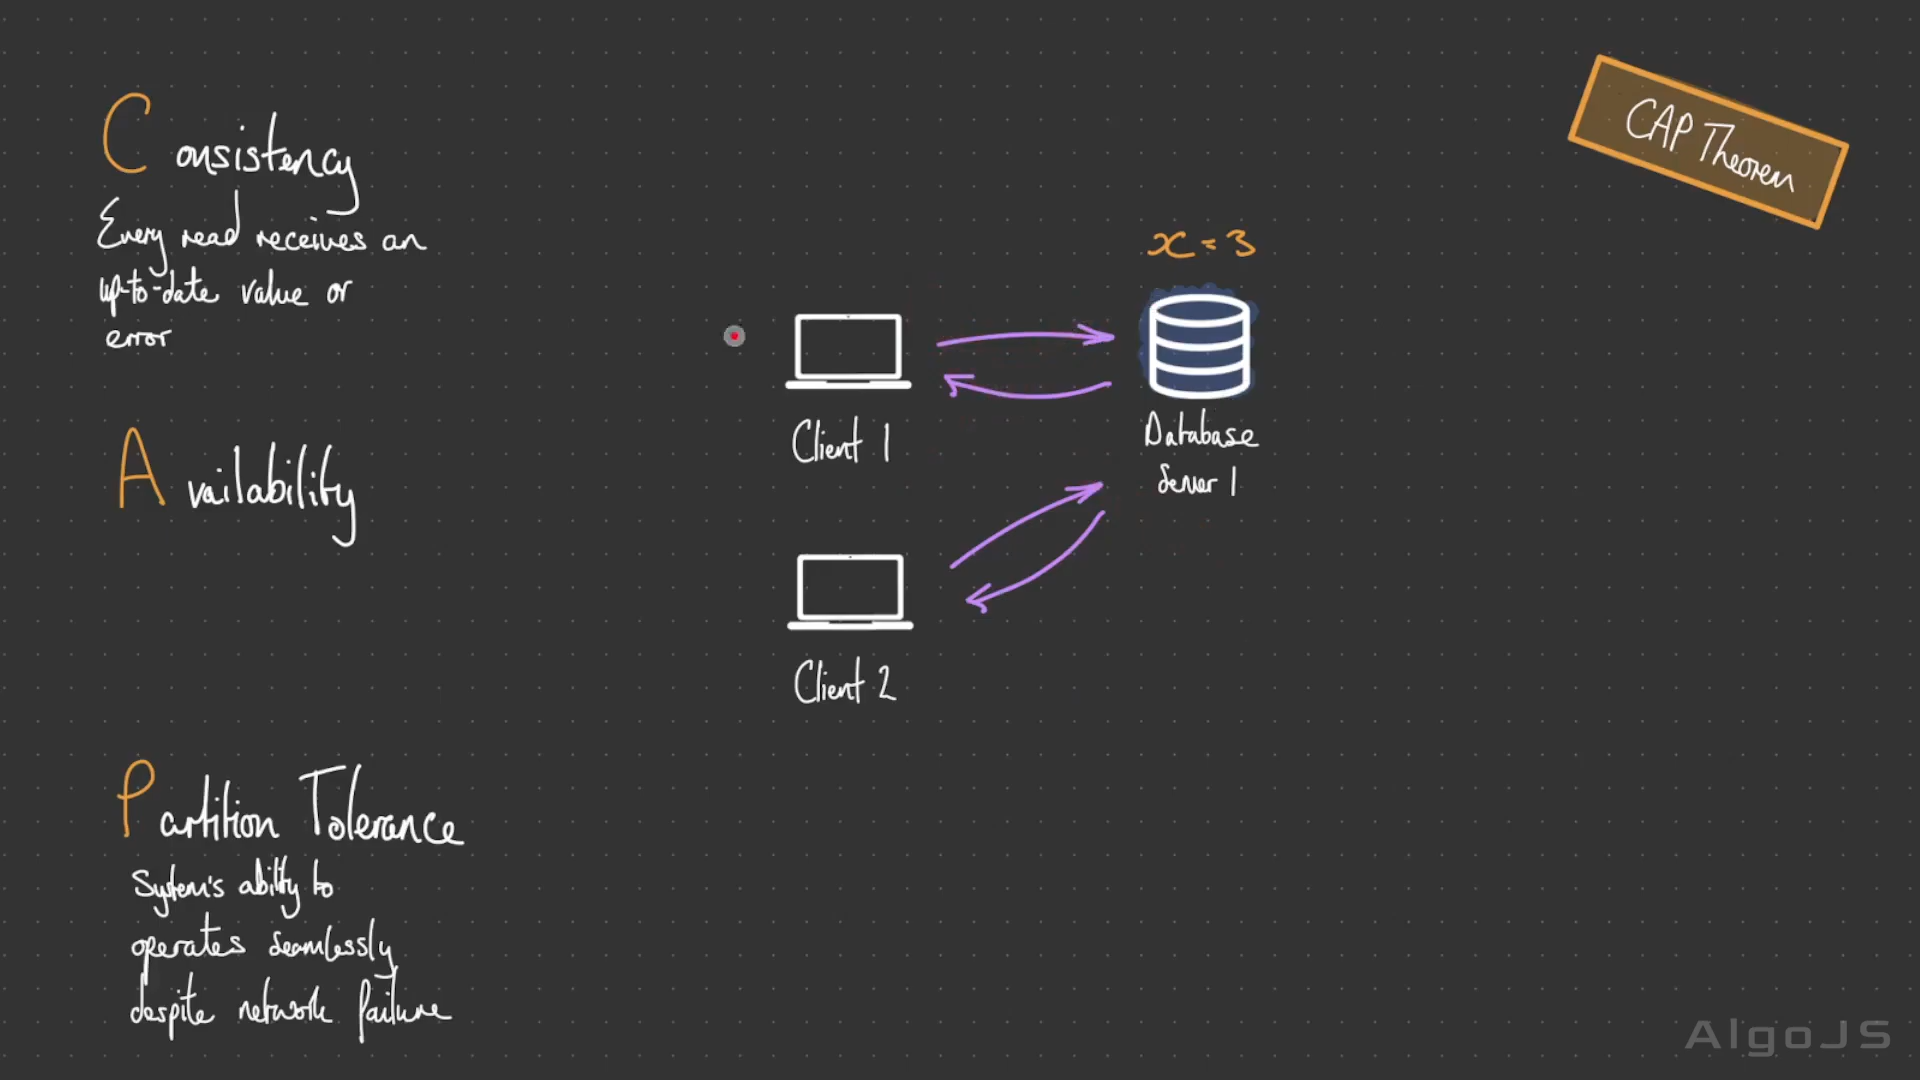 Consistency
Every read receives an
up-to-date value or
error
Availability
Partition Tolerance
System's ability to
operates seamlessly
despite network failure
CAP Theorem
x = 3
Client 1
Database
Server 1
Client 2
AlgoJS